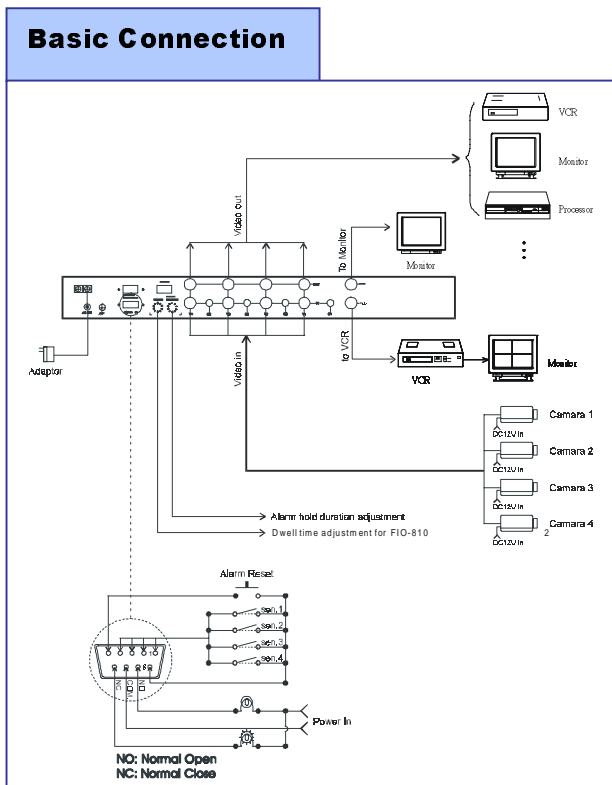 Basic Connection
VCR
Monitor
Processor
Video out
To Monitor
Monitor
Adaptor
Video in
to VCR
VCR
Monitor
Camara 1
DC12V in
Camara 2
DC12V in
Camara 3
DC12V in
Camara 4
2
DC12V in
Alarm hold duration adjustment
Dwell time adjustment for FIO-810
Alarm Reset
sen.1
sen.2
sen.3
sen.4
NC
COM
NO
Power In
NO: Normal Open
NC: Normal Close